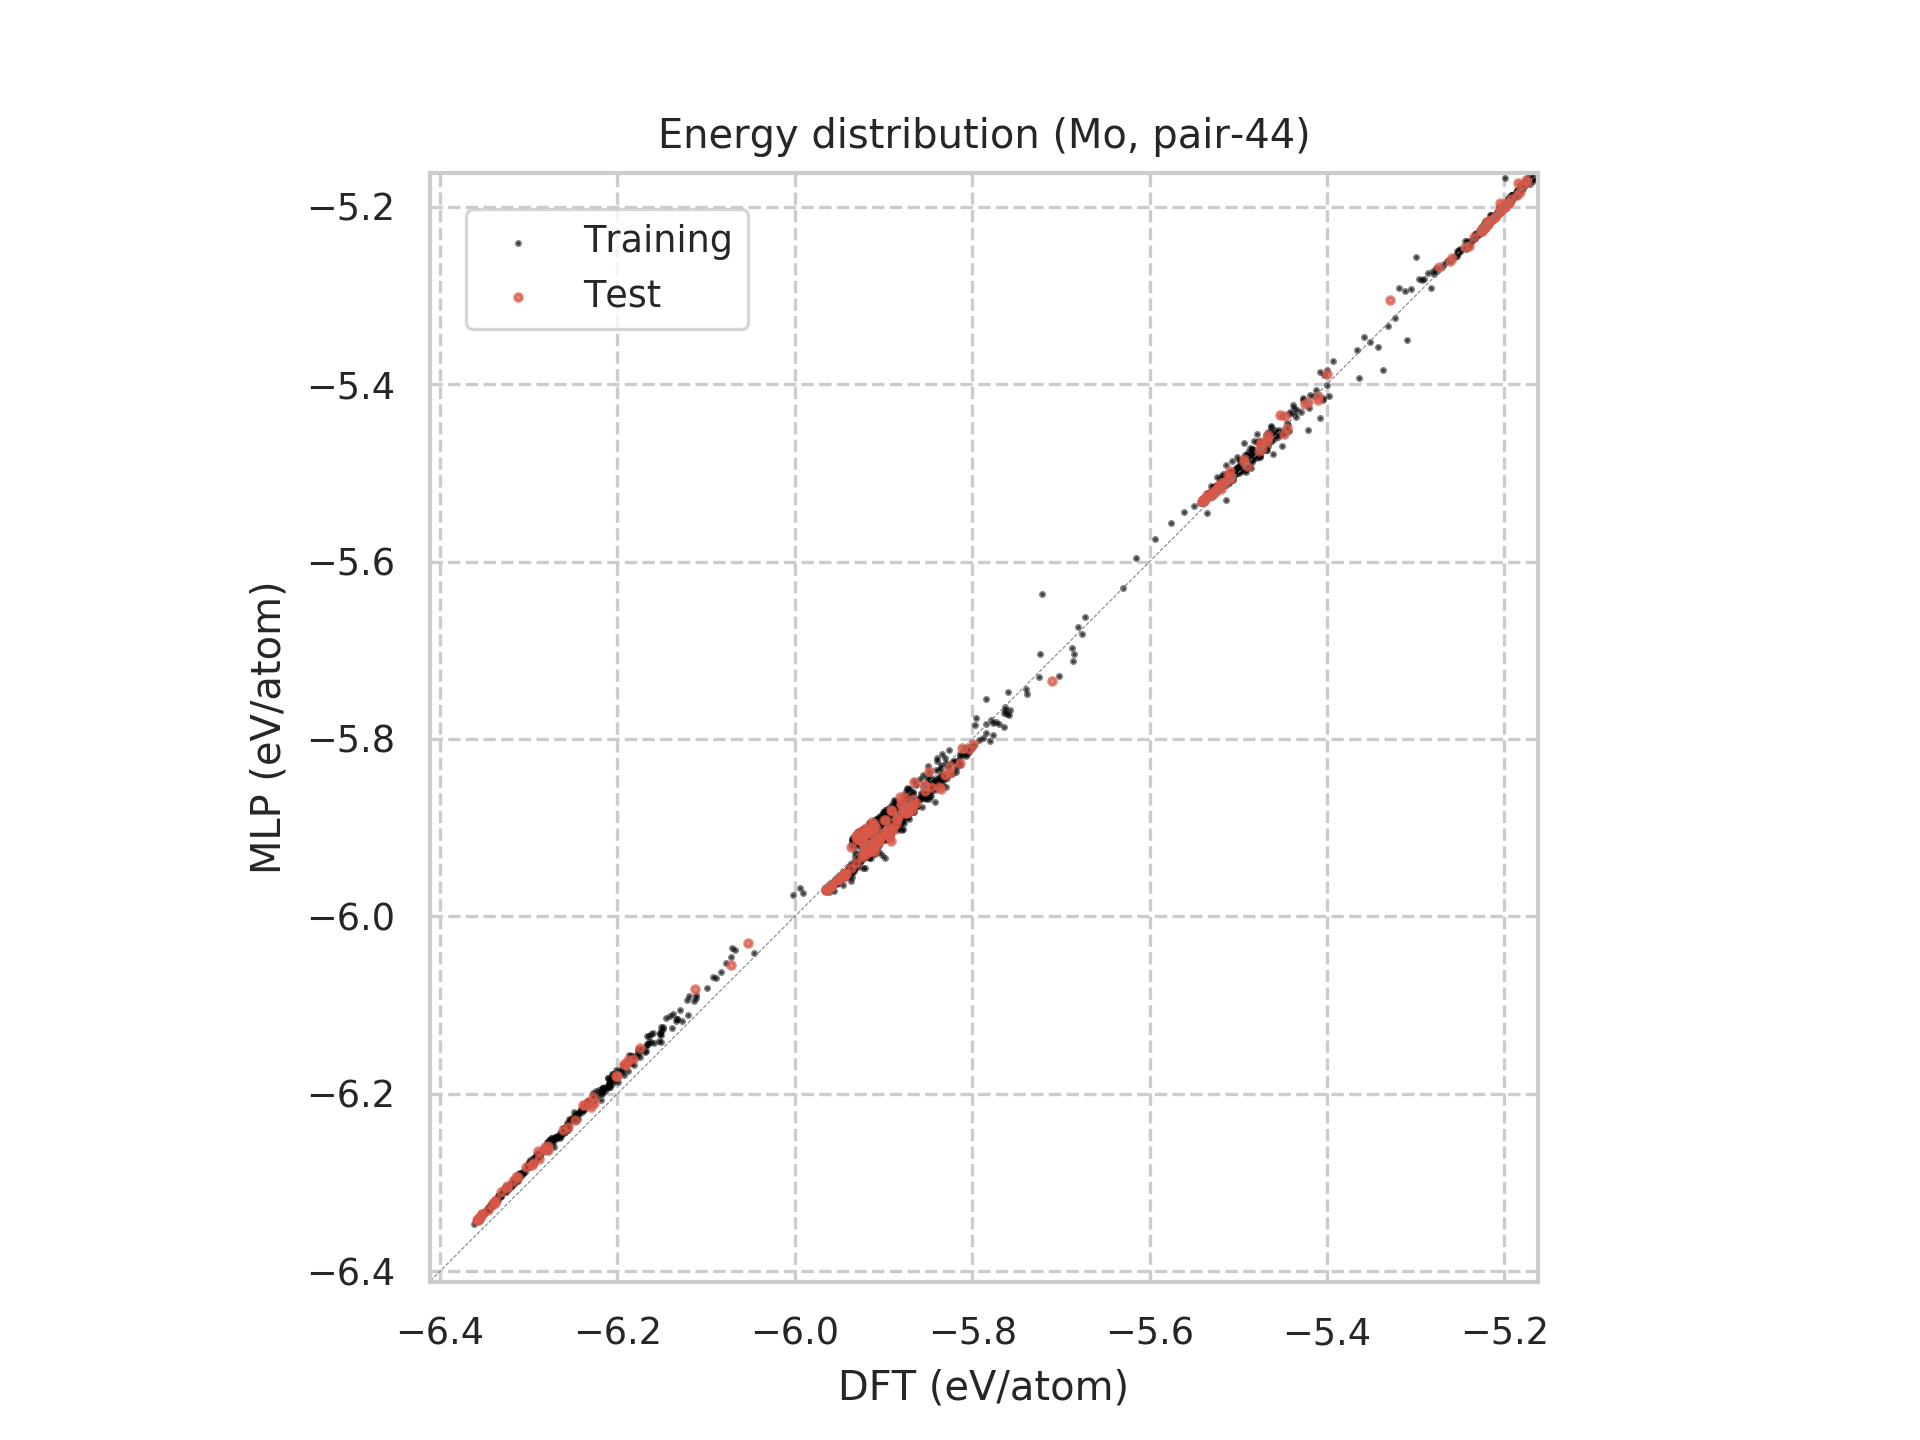 Energy distribution (Mo, pair-44)
Training
Test
MLP (eV/atom)
−5.2
−5.4
−5.6
−5.8
−6.0
−6.2
−6.4
−6.4 −6.2 −6.0 −5.8 −5.6 −5.4 −5.2
DFT (eV/atom)